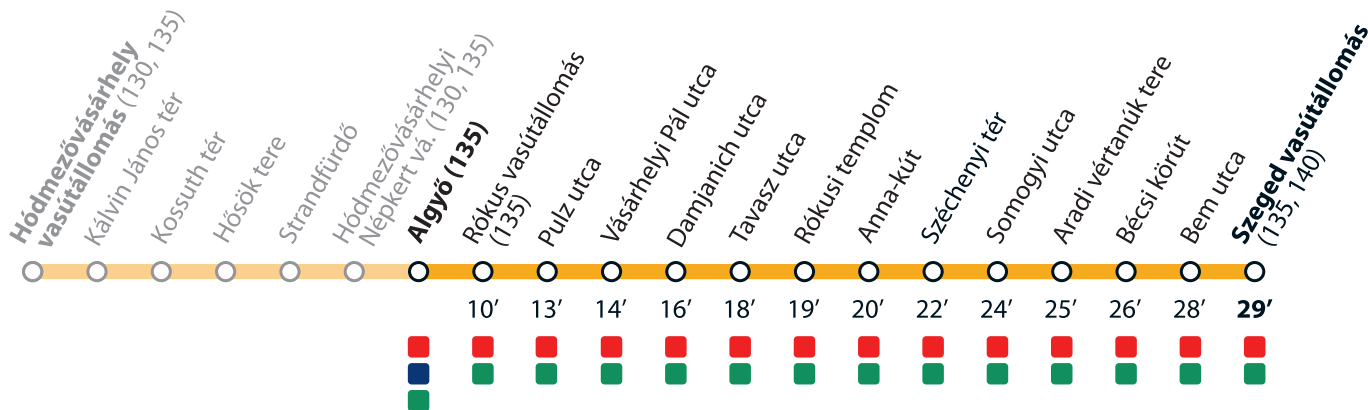 Hódmezővásárhely
vasútállomás (130, 135)
Kálvin János tér
Kossuth tér
Hősök tere
Strandfürdő
Hódmezővásárhelyi
Népkert vá. (130, 135)
Algyő (135)
Rókus vasútállomás
(135)
Pulz utca
Vásárhelyi Pál utca
Damjanich utca
Tavasz utca
Rókusi templom
Anna-kút
Széchenyi tér
Somogyi utca
Aradi vértanúk tere
Bécsi körút
Bem utca
Szeged vasútállomás
(135, 140)
10’ 13’ 14’ 16’ 18’ 19’ 20’ 22’ 24’ 25’ 26’ 28’ 29’